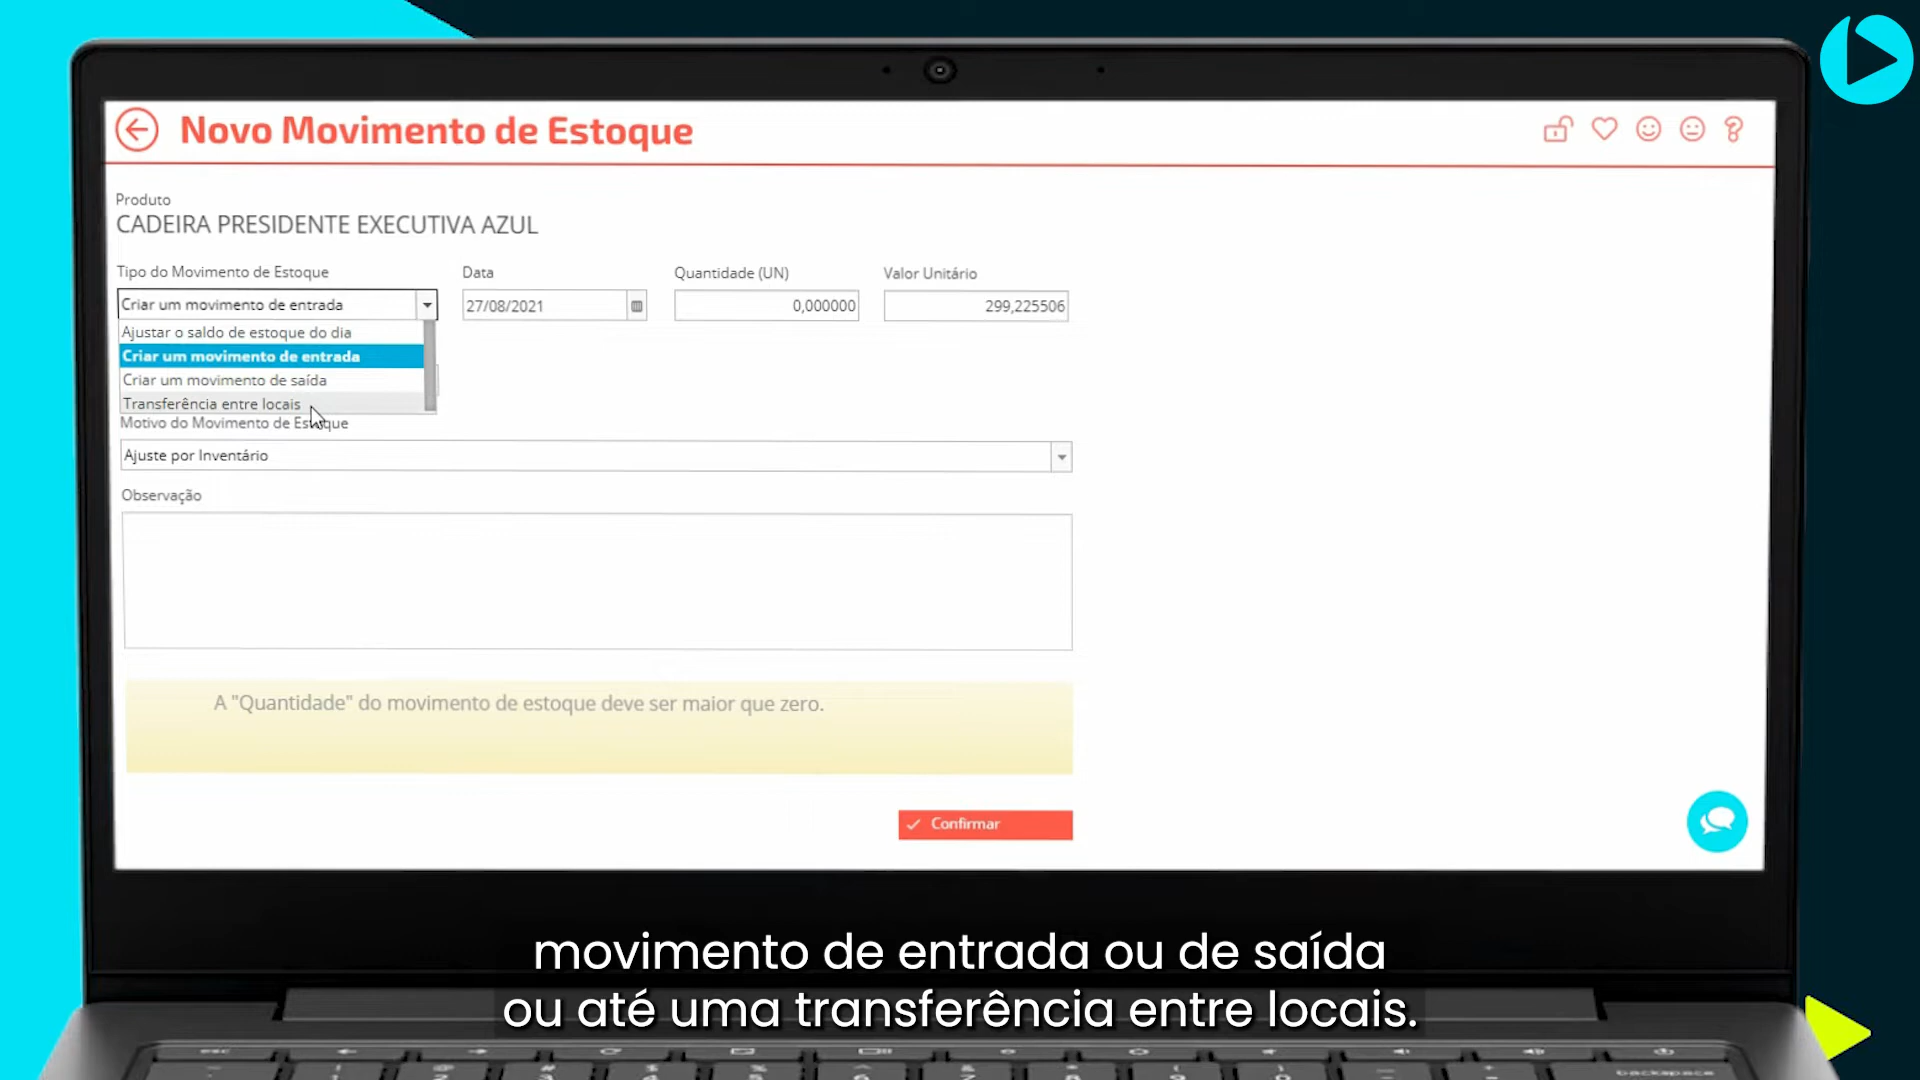 Novo Movimento de Estoque
Produto
CADEIRA PRESIDENTE EXECUTIVA AZUL
Tipo do Movimento de Estoque
Data
Quantidade (UN)
Valor Unitário
Criar um movimento de entrada
27/08/2021
0,000000
299,225506
Ajustar o saldo de estoque do dia
Criar um movimento de entrada
Criar um movimento de saída
Transferência entre locais
Motivo do Movimento de Estoque
Ajuste por Inventário
Observação
A "Quantidade" do movimento de estoque deve ser maior que zero.
Confirmar
movimento de entrada ou de saída
ou até uma transferência entre locais.
esc
backspace